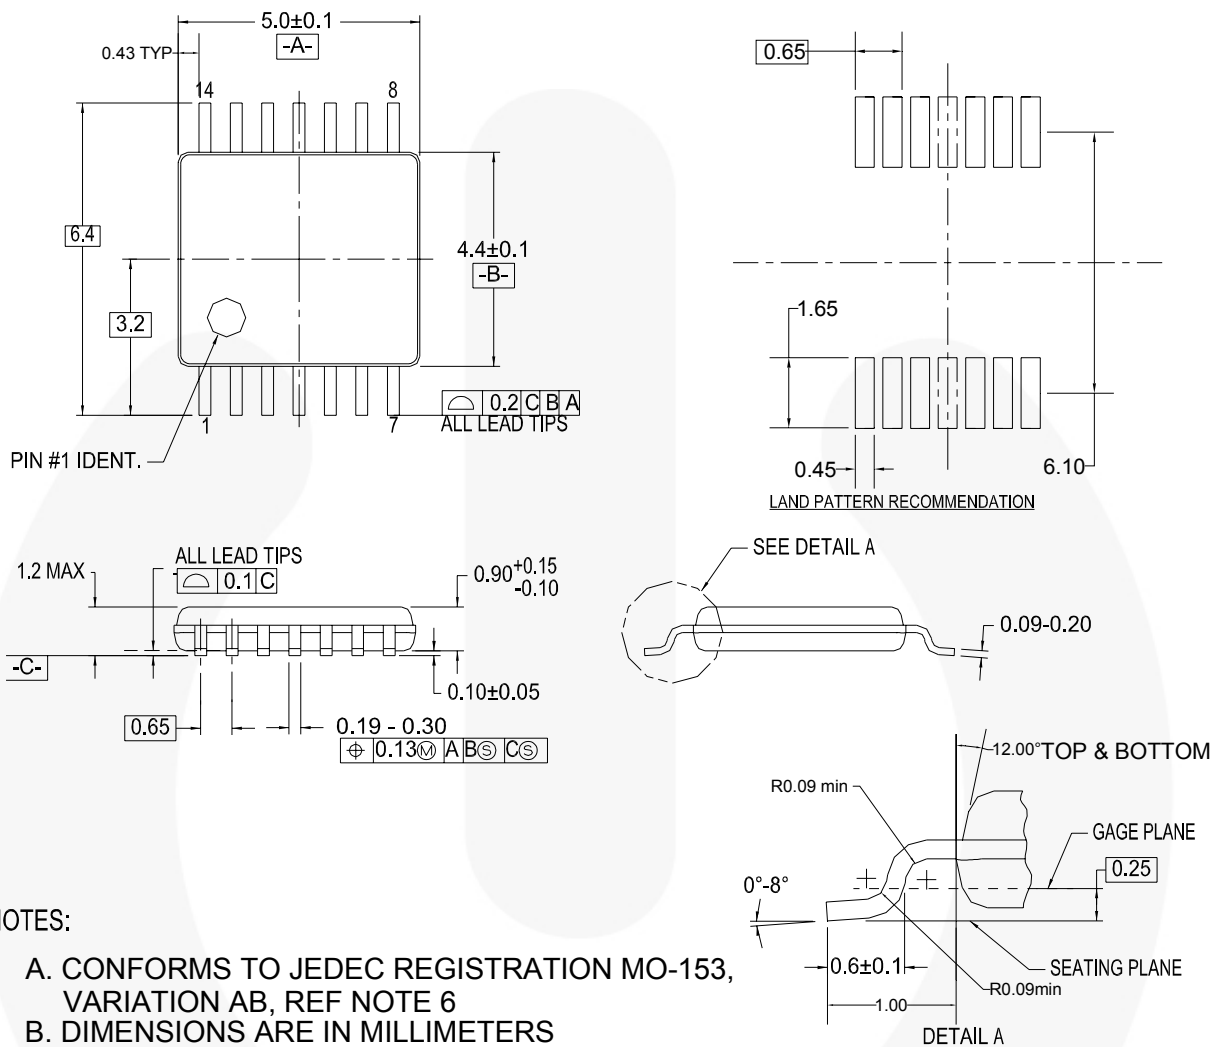 5.0±0.1
-A-
0.43 TYP
14
8
6.4
3.2
4.4±0.1
-B-
0.2 C B A
ALL LEAD TIPS
1
7
PIN #1 IDENT.
0.65
1.65
0.45
6.10
LAND PATTERN RECOMMENDATION
ALL LEAD TIPS
0.1 C
1.2 MAX
0.90+0.15
-0.10
-C-
0.10±0.05
0.65
0.19 - 0.30
⌖ 0.13Ⓜ A BⓈ CⓈ
SEE DETAIL A
0.09-0.20
12.00° TOP & BOTTOM
R0.09 min
GAGE PLANE
0.25
0°-8°
0.6±0.1
SEATING PLANE
R0.09min
1.00
DETAIL A
NOTES:
A. CONFORMS TO JEDEC REGISTRATION MO-153,
VARIATION AB, REF NOTE 6
B. DIMENSIONS ARE IN MILLIMETERS